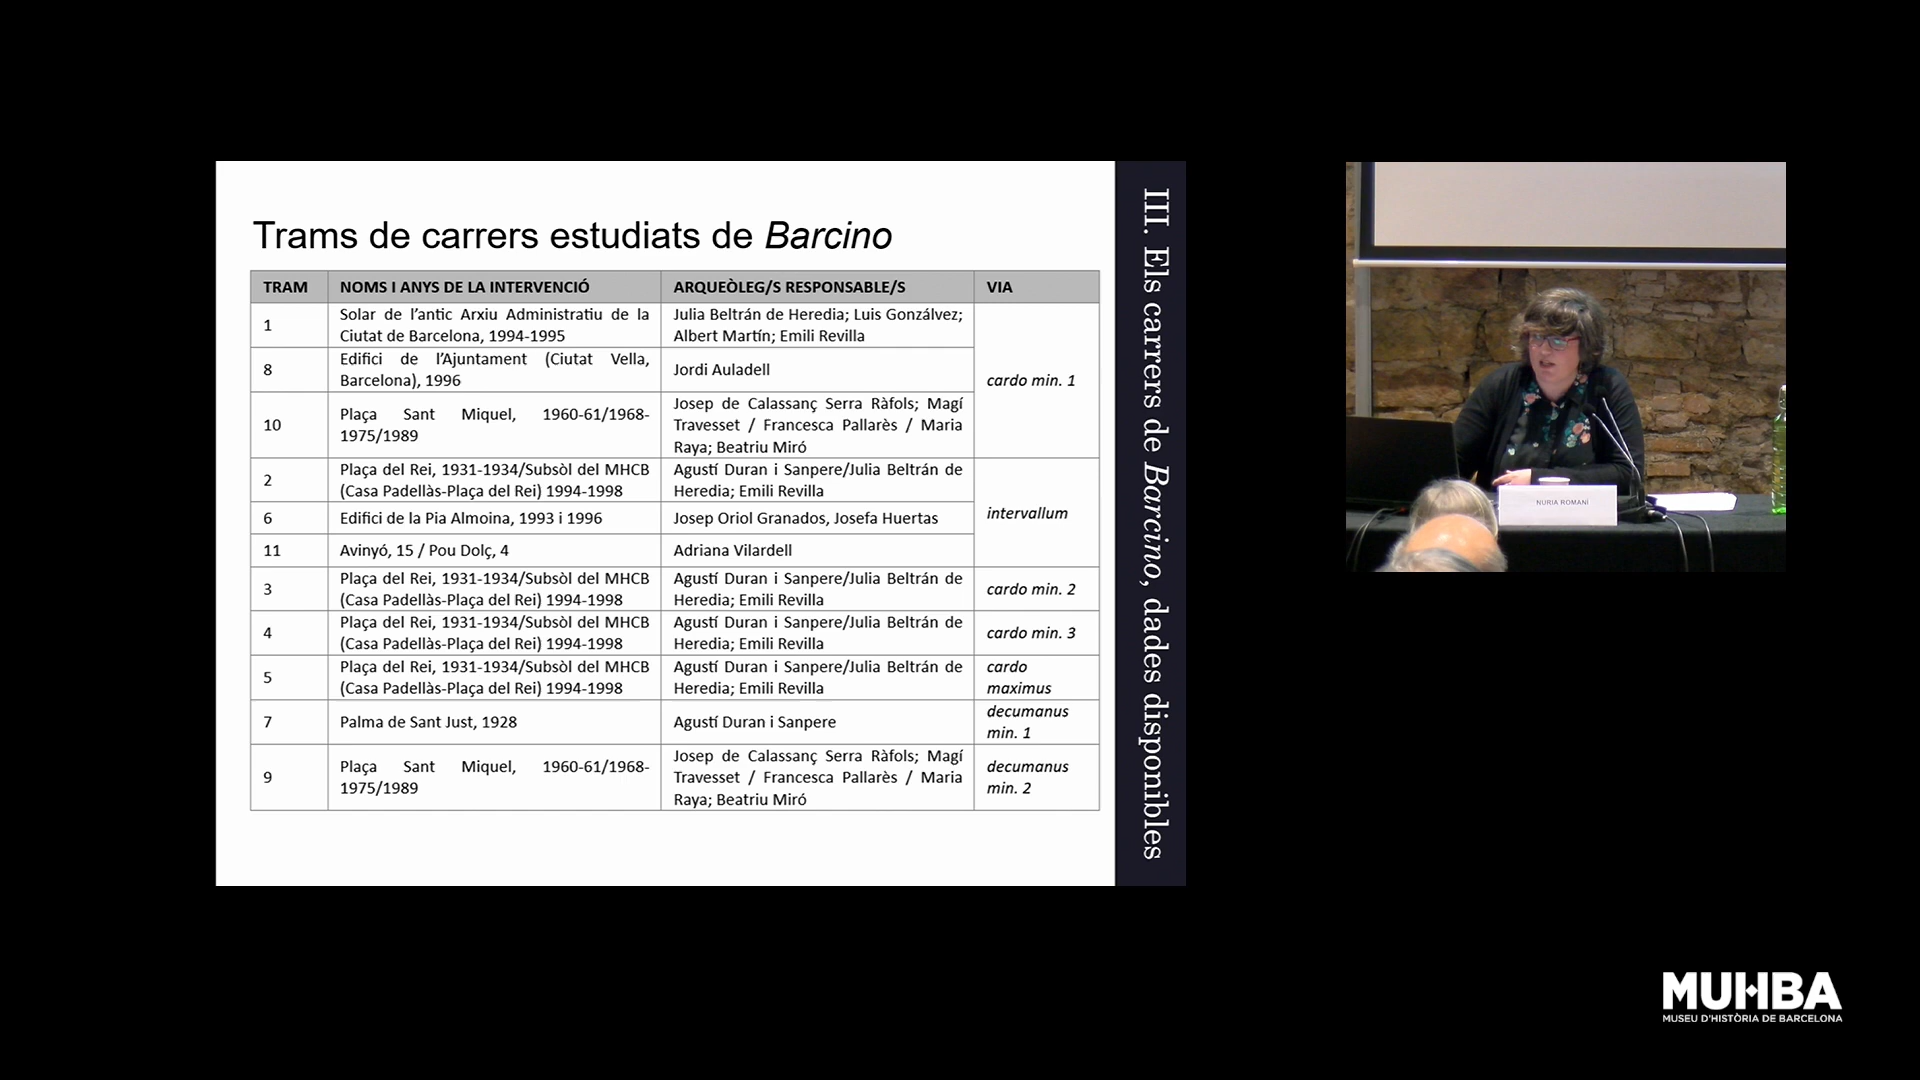 Trams de carrers estudiats de Barcino
TRAM NOMS I ANYS DE LA INTERVENCIÓ ARQUEÒLEG/S RESPONSABLE/S VIA
1 Solar de l'antic Arxiu Administratiu de la Ciutat de Barcelona, 1994-1995 Julia Beltrán de Heredia; Luis Gonzálvez; Albert Martín; Emili Revilla cardo min. 1
8 Edifici de l'Ajuntament (Ciutat Vella, Barcelona), 1996 Jordi Auladell
10 Plaça Sant Miquel, 1960-61/1968-1975/1989 Josep de Calassanç Serra Ràfols; Magí Travesset / Francesca Pallarès / Maria Raya; Beatriu Miró
2 Plaça del Rei, 1931-1934/Subsòl del MHCB (Casa Padellàs-Plaça del Rei) 1994-1998 Agustí Duran i Sanpere/Julia Beltrán de Heredia; Emili Revilla intervallum
6 Edifici de la Pia Almoina, 1993 i 1996 Josep Oriol Granados, Josefa Huertas
11 Avinyó, 15 / Pou Dolç, 4 Adriana Vilardell
3 Plaça del Rei, 1931-1934/Subsòl del MHCB (Casa Padellàs-Plaça del Rei) 1994-1998 Agustí Duran i Sanpere/Julia Beltrán de Heredia; Emili Revilla cardo min. 2
4 Plaça del Rei, 1931-1934/Subsòl del MHCB (Casa Padellàs-Plaça del Rei) 1994-1998 Agustí Duran i Sanpere/Julia Beltrán de Heredia; Emili Revilla cardo min. 3
5 Plaça del Rei, 1931-1934/Subsòl del MHCB (Casa Padellàs-Plaça del Rei) 1994-1998 Agustí Duran i Sanpere/Julia Beltrán de Heredia; Emili Revilla cardo maximus
7 Palma de Sant Just, 1928 Agustí Duran i Sanpere decumanus min. 1
9 Plaça Sant Miquel, 1960-61/1968-1975/1989 Josep de Calassanç Serra Ràfols; Magí Travesset / Francesca Pallarès / Maria Raya; Beatriu Miró decumanus min. 2
III. Els carrers de Barcino, dades disponibles
NURIA ROMANÍ
MUHBA
MUSEU D'HISTÒRIA DE BARCELONA